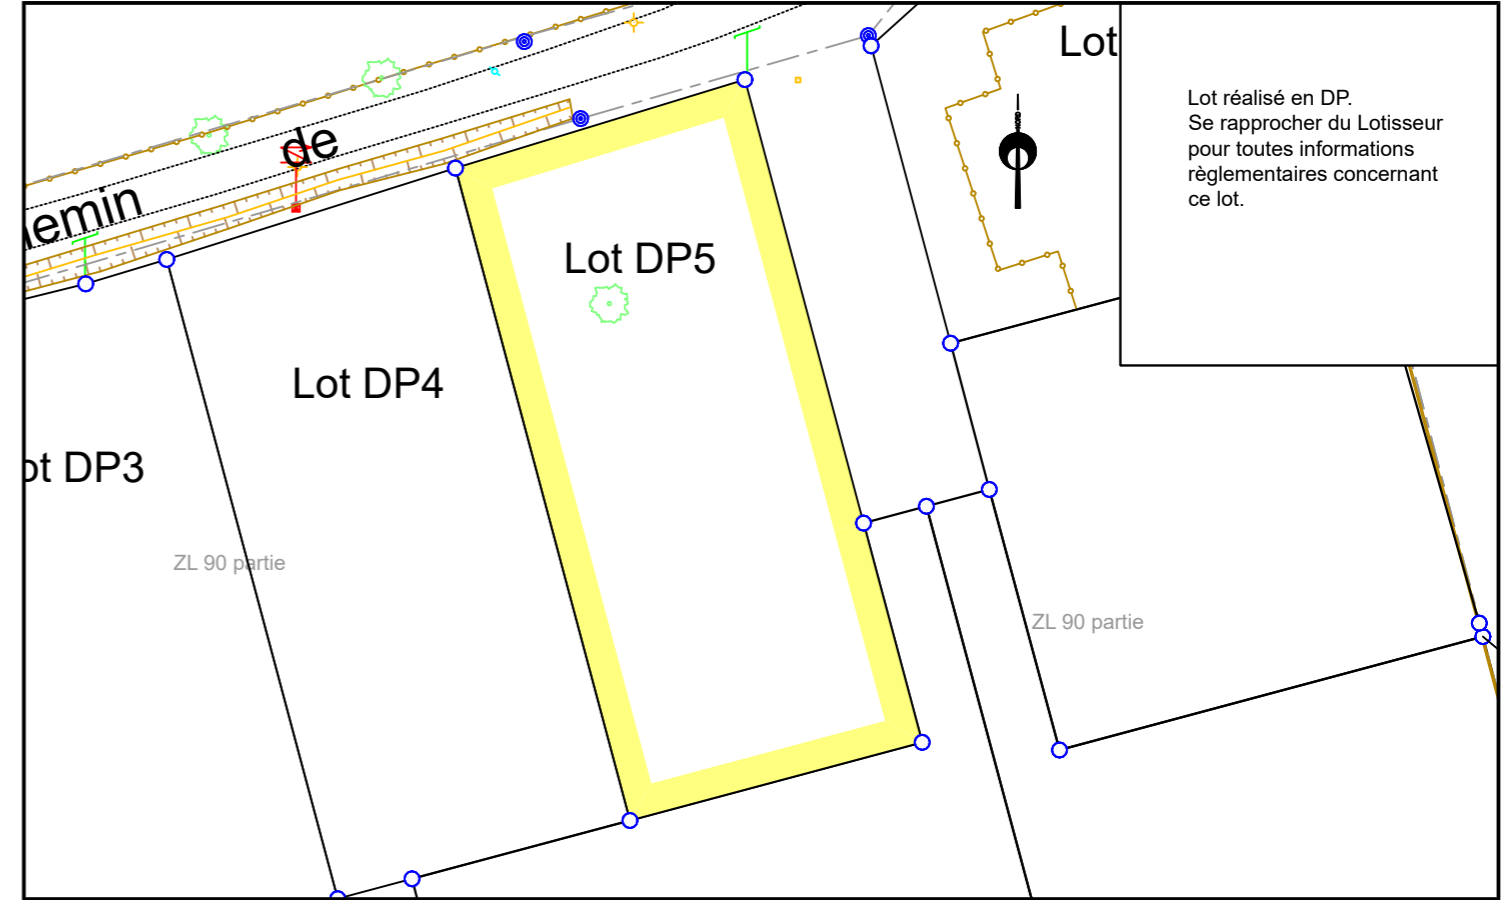 Lot
Lot réalisé en DP.
Se rapprocher du Lotisseur
pour toutes informations
règlementaires concernant
ce lot.
de
emin
Lot DP5
Lot DP4
ot DP3
ZL 90 partie
ZL 90 partie